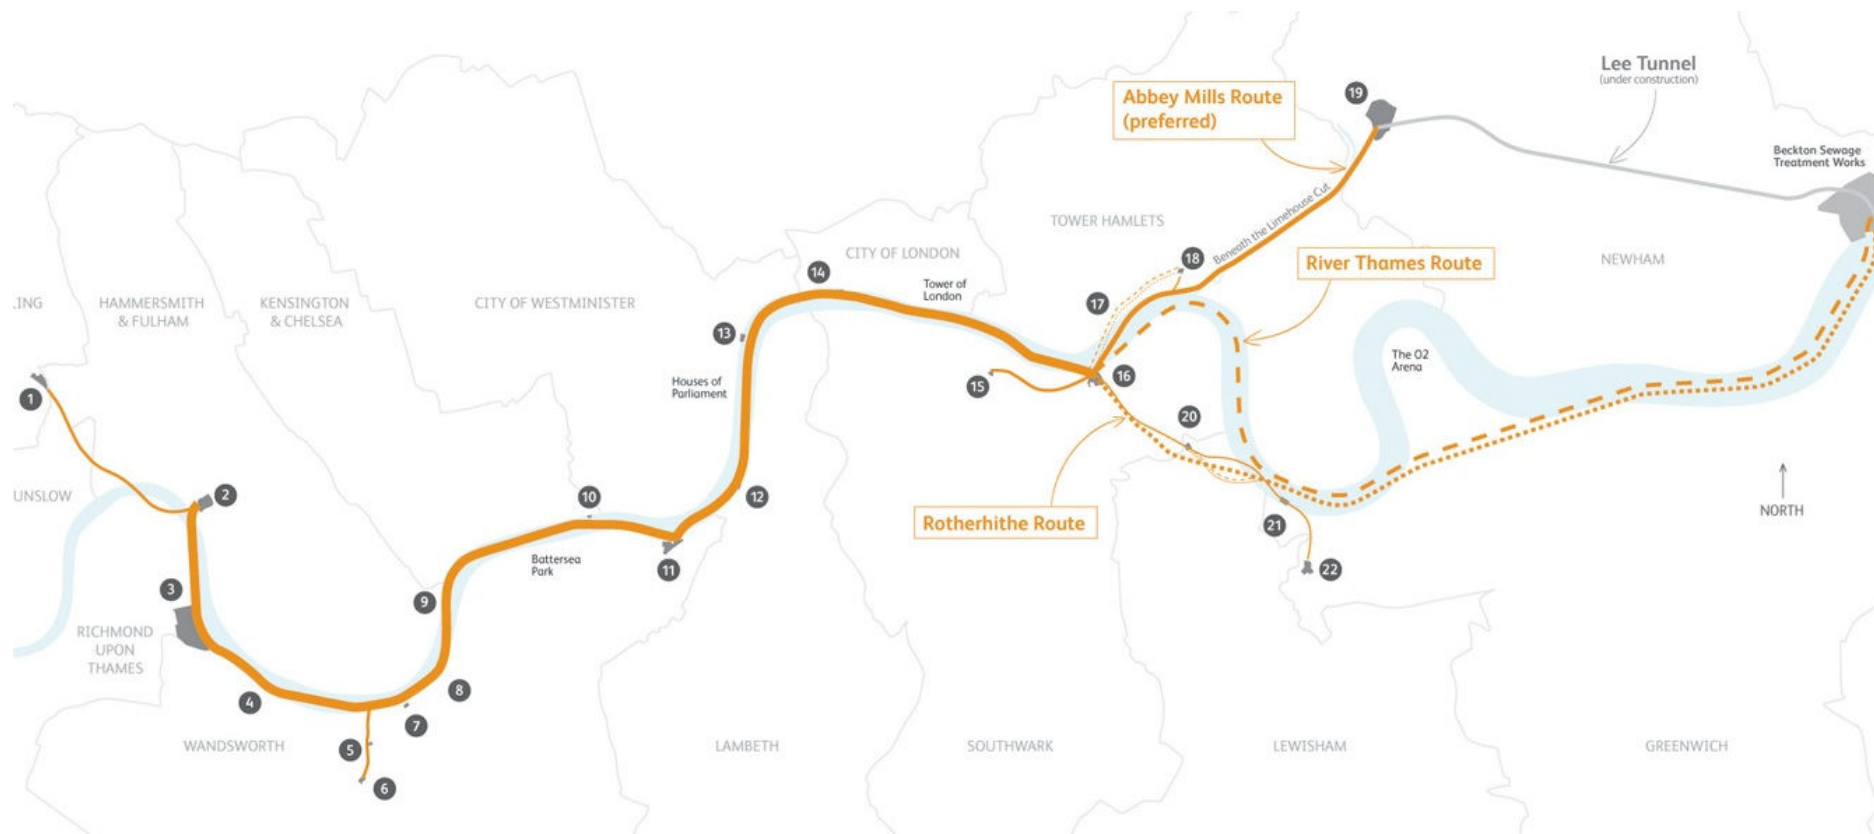 Lee Tunnel
(under construction)
Abbey Mills Route
(preferred)
19
Beckton Sewage
Treatment Works
Beneath the Limehouse Cut
TOWER HAMLETS
CITY OF LONDON
18
River Thames Route
NEWHAM
14
Tower of
London
17
.ING
HAMMERSMITH
& FULHAM
KENSINGTON
& CHELSEA
CITY OF WESTMINISTER
13
The O2
Arena
Houses of
Parliament
15
16
1
20
2
UNSLOW
10
12
NORTH
Rotherhithe Route
21
Battersea
Park
11
22
3
9
RICHMOND
UPON
THAMES
4
8
7
WANDSWORTH
5
LAMBETH
SOUTHWARK
LEWISHAM
GREENWICH
6